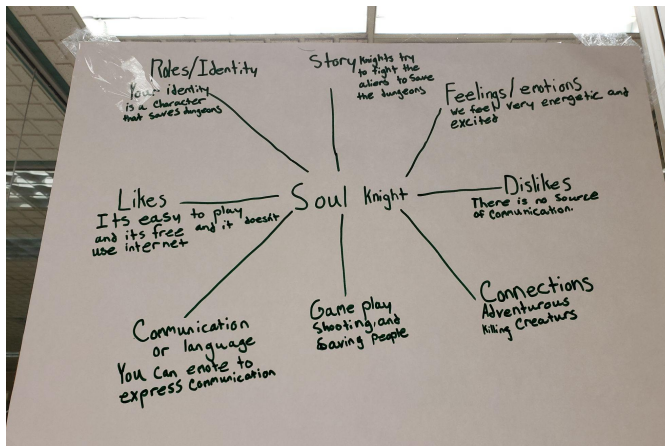 Roles/Identity
Your identity
is a character
that saves dungeons
Story Knights try
to fight the
aliens to save
the dungeons
Feelings/emotions
We feel very energetic and
excited
Likes
Its easy to play
and its free and it doesn't
use internet
Soul Knight
Dislikes
There is no source
of communication.
Communication
or language
You can emote to
express communication
Game play
Shooting, and
Saving people
Connections
Adventurous
Killing Creaturs